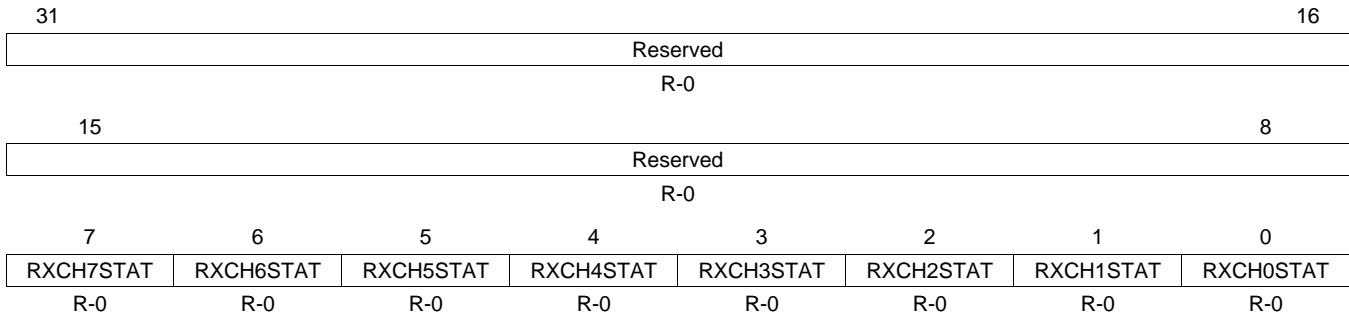 31 16
Reserved
R-0
15 8
Reserved
R-0
7 6 5 4 3 2 1 0
RXCH7STAT RXCH6STAT RXCH5STAT RXCH4STAT RXCH3STAT RXCH2STAT RXCH1STAT RXCH0STAT
R-0 R-0 R-0 R-0 R-0 R-0 R-0 R-0